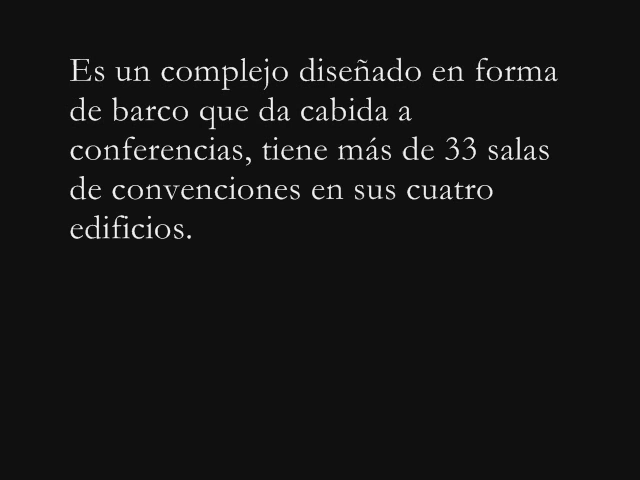 Es un complejo diseñado en forma
de barco que da cabida a
conferencias, tiene más de 33 salas
de convenciones en sus cuatro
edificios.